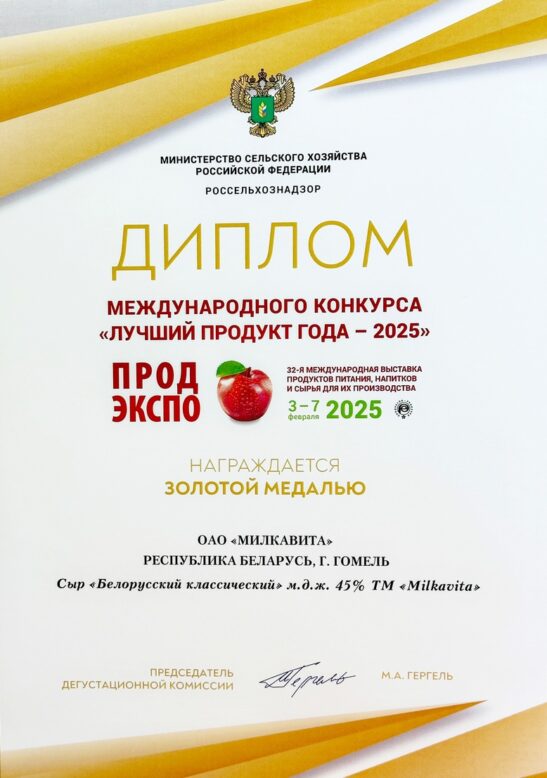 МИНИСТЕРСТВО СЕЛЬСКОГО ХОЗЯЙСТВА
РОССИЙСКОЙ ФЕДЕРАЦИИ
РОССЕЛЬХОЗНАДЗОР
ДИПЛОМ
МЕЖДУНАРОДНОГО КОНКУРСА
«ЛУЧШИЙ ПРОДУКТ ГОДА – 2025»
ПРОД
ЭКСПО
32-Я МЕЖДУНАРОДНАЯ ВЫСТАВКА
ПРОДУКТОВ ПИТАНИЯ, НАПИТКОВ
И СЫРЬЯ ДЛЯ ИХ ПРОИЗВОДСТВА
3–7
февраля
2025
НАГРАЖДАЕТСЯ
ЗОЛОТОЙ МЕДАЛЬЮ
ОАО «МИЛКАВИТА»
РЕСПУБЛИКА БЕЛАРУСЬ, Г. ГОМЕЛЬ
Сыр «Белорусский классический» м.д.ж. 45% ТМ «Milkavita»
ПРЕДСЕДАТЕЛЬ
ДЕГУСТАЦИОННОЙ КОМИССИИ
М.А. ГЕРГЕЛЬ